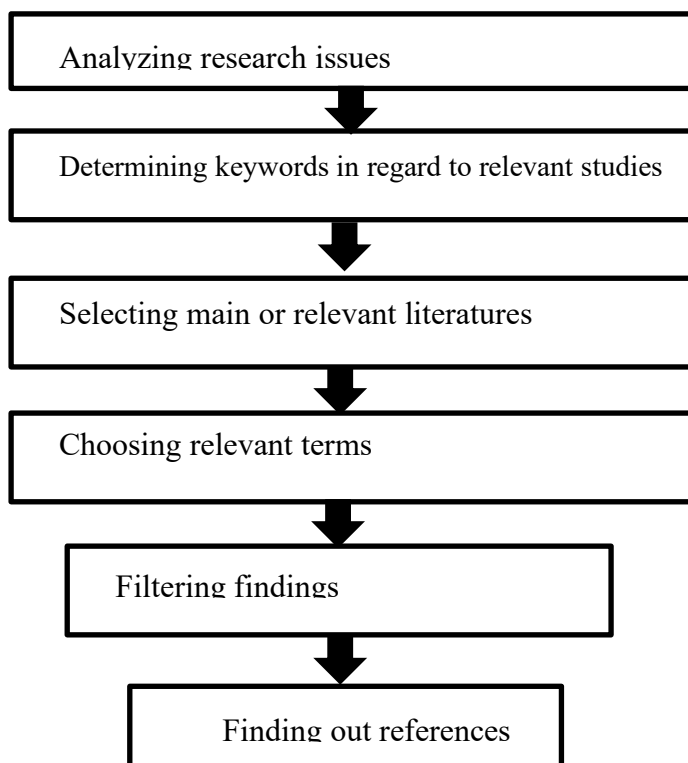 Analyzing research issues
Determining keywords in regard to relevant studies
Selecting main or relevant literatures
Choosing relevant terms
Filtering findings
Finding out references